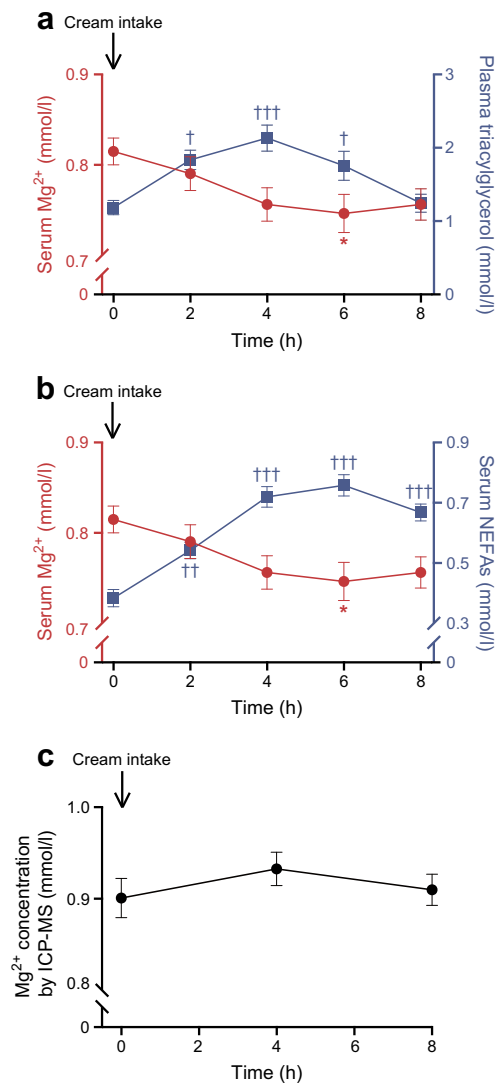 a
Cream intake
0.9
0.8
0.7
0
Serum Mg²⁺ (mmol/l)
†
†††
†
*
3
2
1
0
Plasma triacylglycerol (mmol/l)
0 2 4 6 8
Time (h)
b
Cream intake
0.9
0.8
0.7
0
Serum Mg²⁺ (mmol/l)
††
†††
†††
†††
*
0.9
0.7
0.5
0.3
0
Serum NEFAs (mmol/l)
0 2 4 6 8
Time (h)
c
Cream intake
1.0
0.9
0.8
0
Mg²⁺ concentration
by ICP-MS (mmol/l)
0 2 4 6 8
Time (h)